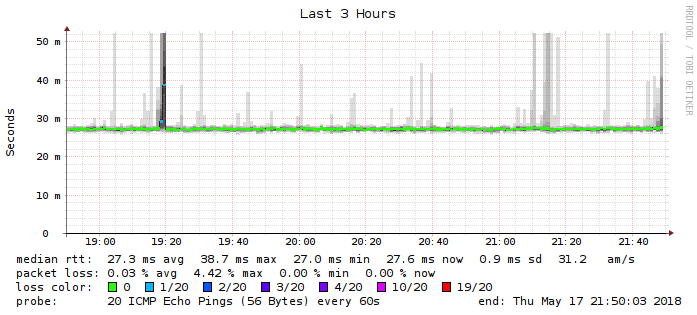 Last 3 Hours
RRDTOOL / TOBI OETIKER
Seconds
50 m
40 m
30 m
20 m
10 m
0
19:00 19:20 19:40 20:00 20:20 20:40 21:00 21:20 21:40
median rtt: 27.3 ms avg 38.7 ms max 27.0 ms min 27.6 ms now 0.9 ms sd 31.2 am/s
packet loss: 0.03 % avg 4.42 % max 0.00 % min 0.00 % now
loss color: 0 1/20 2/20 3/20 4/20 10/20 19/20
probe: 20 ICMP Echo Pings (56 Bytes) every 60s end: Thu May 17 21:50:03 2018